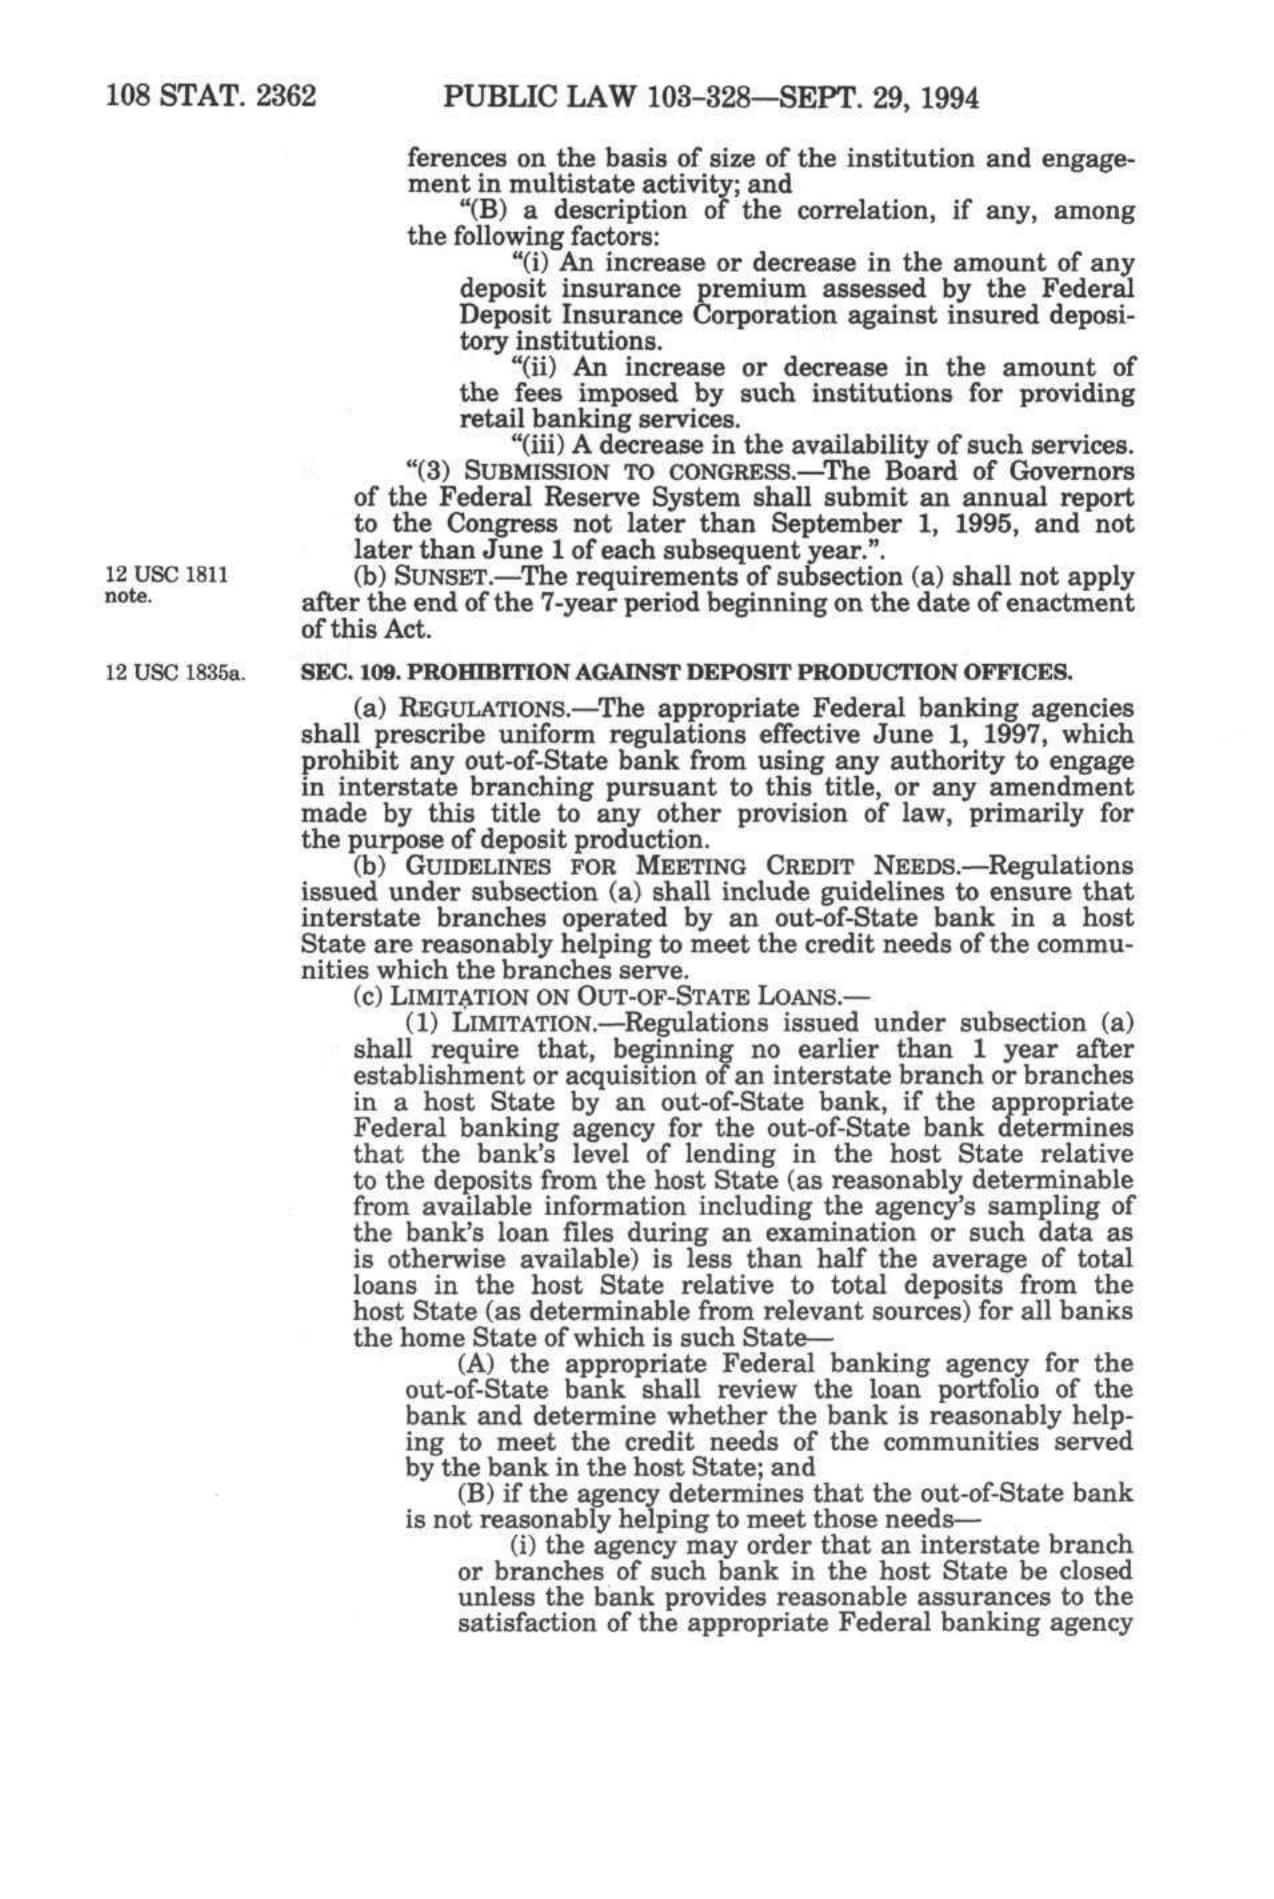 108 STAT. 2362 PUBLIC LAW 103-328—SEPT. 29, 1994
ferences on the basis of size of the institution and engage-
ment in multistate activity; and
"(B) a description of the correlation, if any, among
the following factors:
"(i) An increase or decrease in the amount of any
deposit insurance premium assessed by the Federal
Deposit Insurance Corporation against insured deposi-
tory institutions.
"(ii) An increase or decrease in the amount of
the fees imposed by such institutions for providing
retail banking services.
"(iii) A decrease in the availability of such services.
"(3) SUBMISSION TO CONGRESS.—The Board of Governors
of the Federal Reserve System shall submit an annual report
to the Congress not later than September 1, 1995, and not
later than June 1 of each subsequent year.".
12 USC 1811
note.
(b) SUNSET.—The requirements of subsection (a) shall not apply
after the end of the 7-year period beginning on the date of enactment
of this Act.
12 USC 1835a.
SEC. 109. PROHIBITION AGAINST DEPOSIT PRODUCTION OFFICES.
(a) REGULATIONS.—The appropriate Federal banking agencies
shall prescribe uniform regulations effective June 1, 1997, which
prohibit any out-of-State bank from using any authority to engage
in interstate branching pursuant to this title, or any amendment
made by this title to any other provision of law, primarily for
the purpose of deposit production.
(b) GUIDELINES FOR MEETING CREDIT NEEDS.—Regulations
issued under subsection (a) shall include guidelines to ensure that
interstate branches operated by an out-of-State bank in a host
State are reasonably helping to meet the credit needs of the commu-
nities which the branches serve.
(c) LIMITATION ON OUT-OF-STATE LOANS.—
(1) LIMITATION.—Regulations issued under subsection (a)
shall require that, beginning no earlier than 1 year after
establishment or acquisition of an interstate branch or branches
in a host State by an out-of-State bank, if the appropriate
Federal banking agency for the out-of-State bank determines
that the bank's level of lending in the host State relative
to the deposits from the host State (as reasonably determinable
from available information including the agency's sampling of
the bank's loan files during an examination or such data as
is otherwise available) is less than half the average of total
loans in the host State relative to total deposits from the
host State (as determinable from relevant sources) for all banks
the home State of which is such State—
(A) the appropriate Federal banking agency for the
out-of-State bank shall review the loan portfolio of the
bank and determine whether the bank is reasonably help-
ing to meet the credit needs of the communities served
by the bank in the host State; and
(B) if the agency determines that the out-of-State bank
is not reasonably helping to meet those needs—
(i) the agency may order that an interstate branch
or branches of such bank in the host State be closed
unless the bank provides reasonable assurances to the
satisfaction of the appropriate Federal banking agency